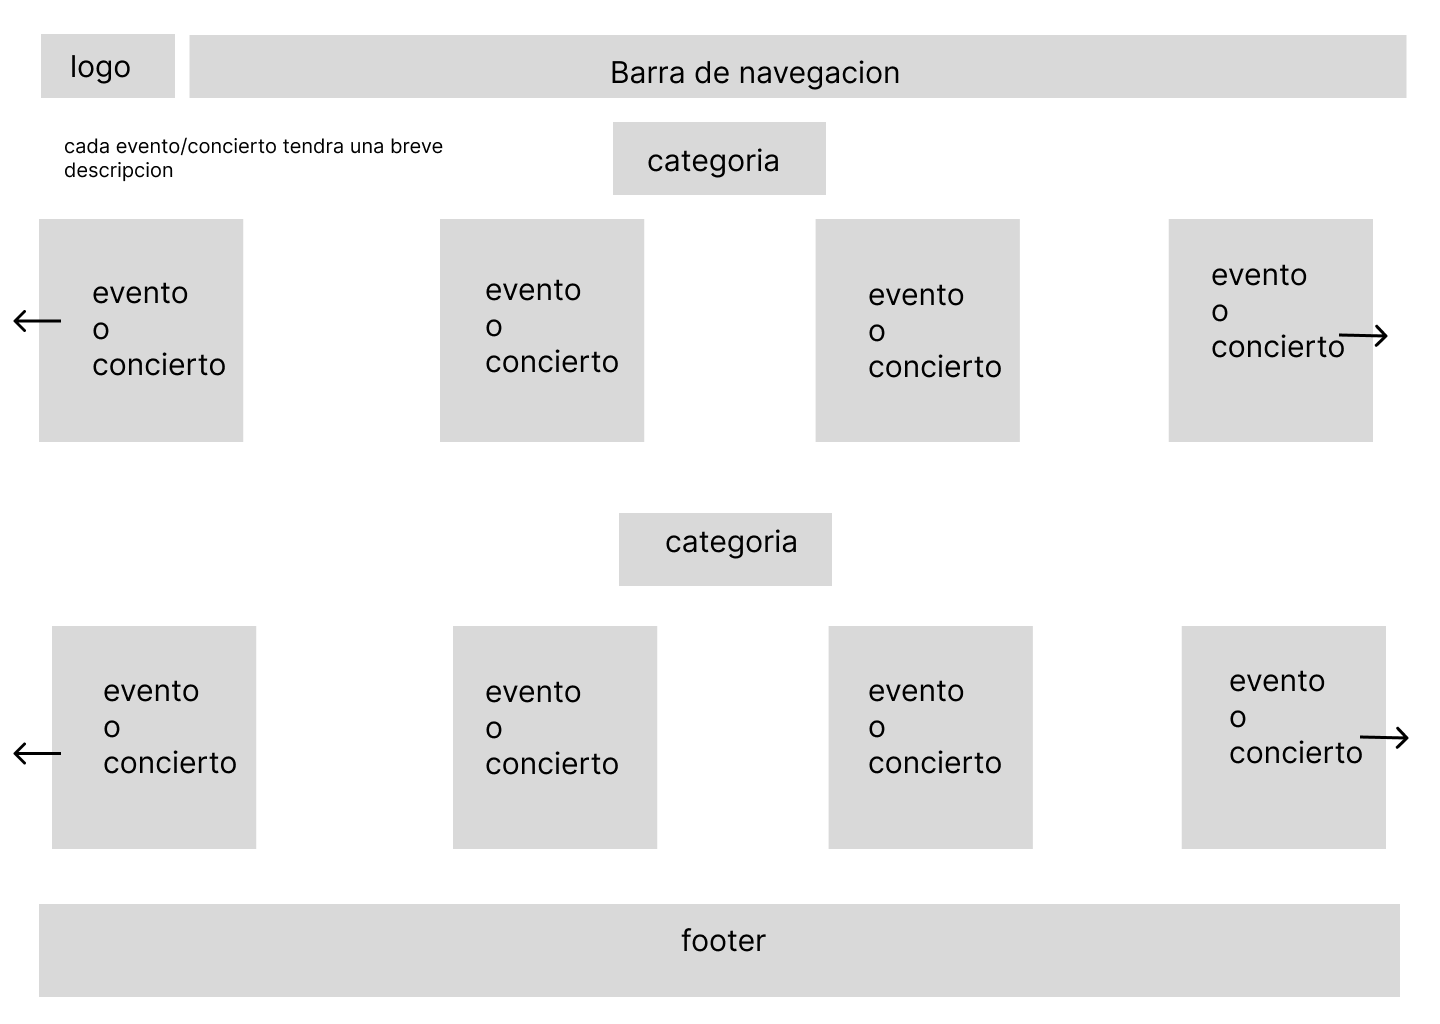 logo
Barra de navegacion
cada evento/concierto tendra una breve
descripcion
categoria
evento
o
concierto
evento
o
concierto
evento
o
concierto
evento
o
concierto
categoria
evento
o
concierto
evento
o
concierto
evento
o
concierto
evento
o
concierto
footer